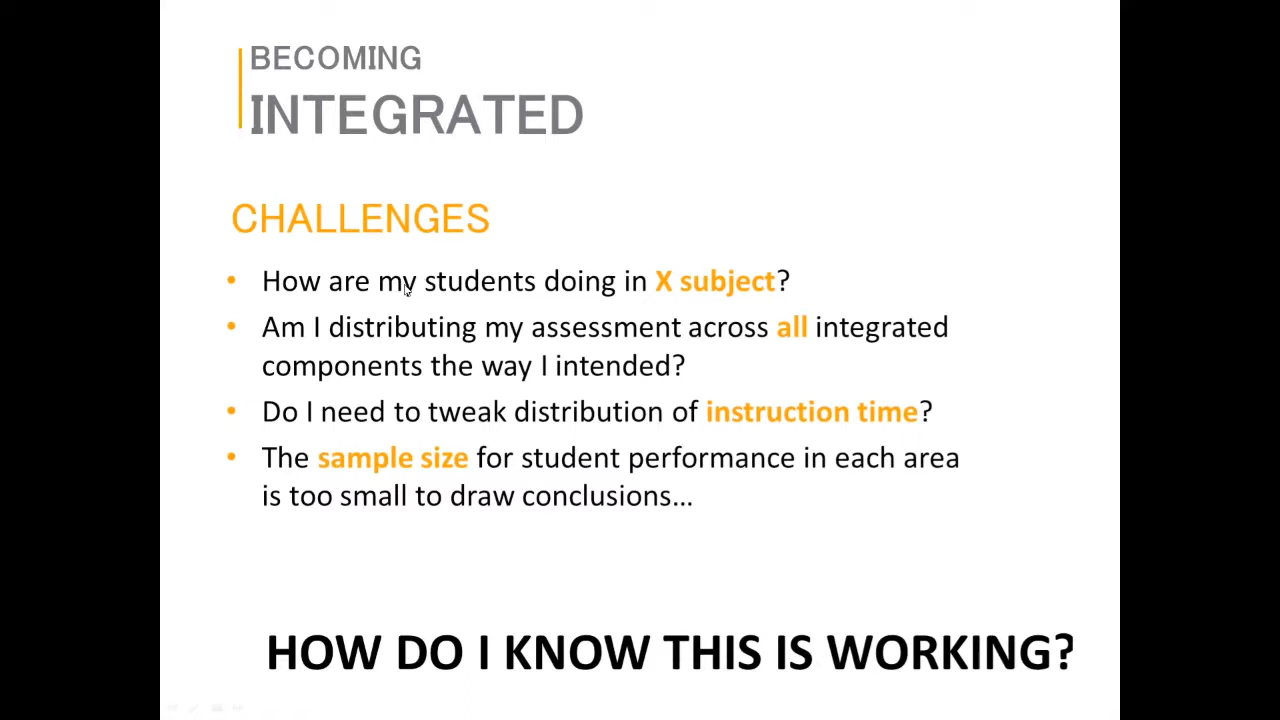 BECOMING
INTEGRATED
CHALLENGES
• How are my students doing in X subject?
• Am I distributing my assessment across all integrated
components the way I intended?
• Do I need to tweak distribution of instruction time?
• The sample size for student performance in each area
is too small to draw conclusions...
HOW DO I KNOW THIS IS WORKING?